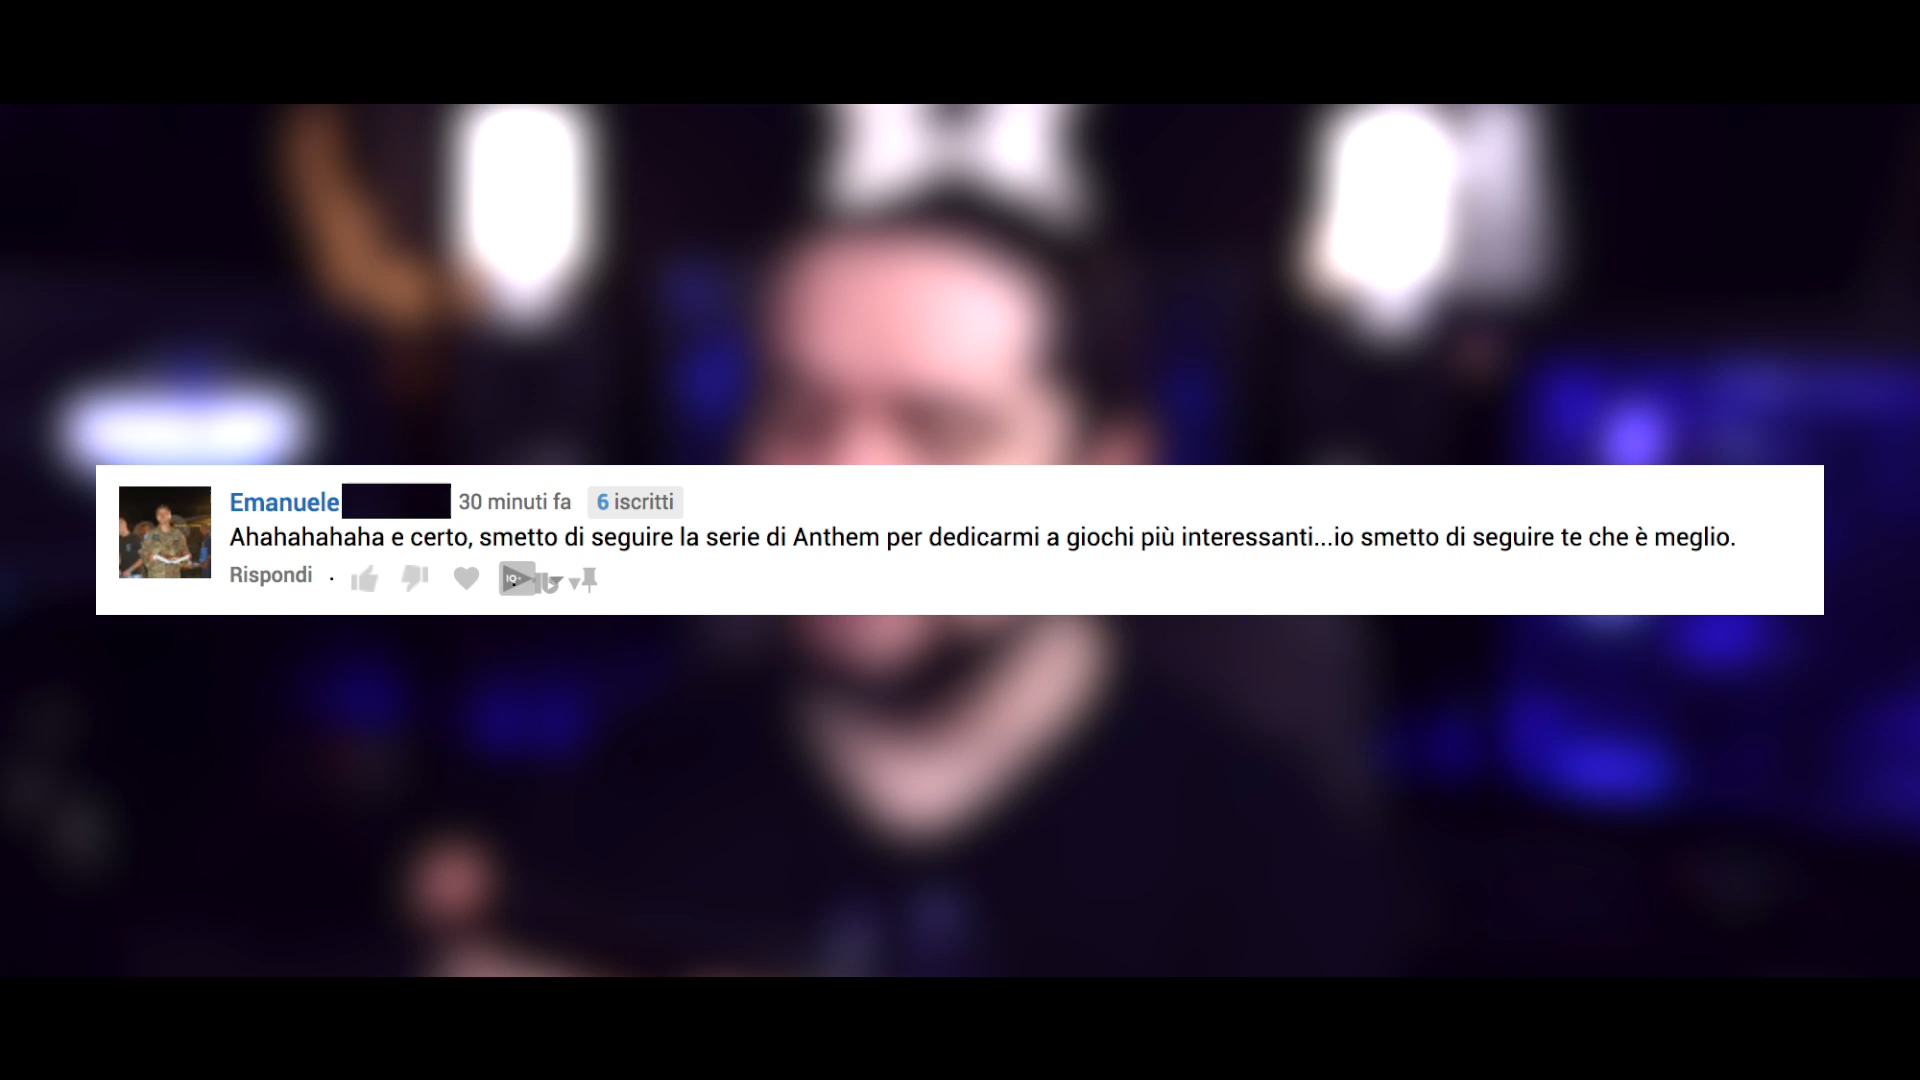 Emanuele 30 minuti fa 6 iscritti
Ahahahahaha e certo, smetto di seguire la serie di Anthem per dedicarmi a giochi più interessanti...io smetto di seguire te che è meglio.
Rispondi ·